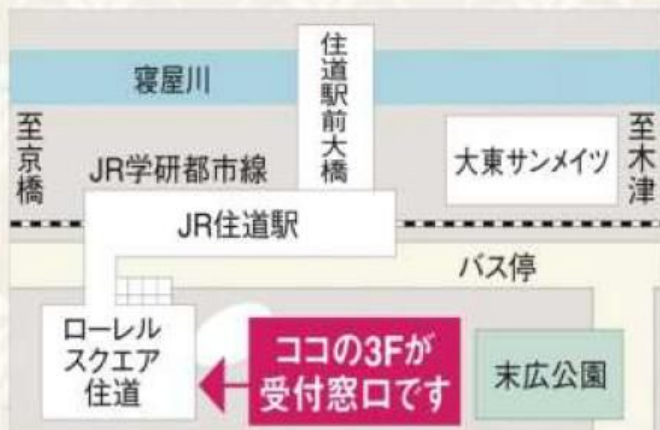 寝屋川
住道駅前大橋
至京橋
JR学研都市線
大東サンメイツ
至木津
JR住道駅
バス停
ローレル
スクエア
住道
ココの3Fが
受付窓口です
末広公園